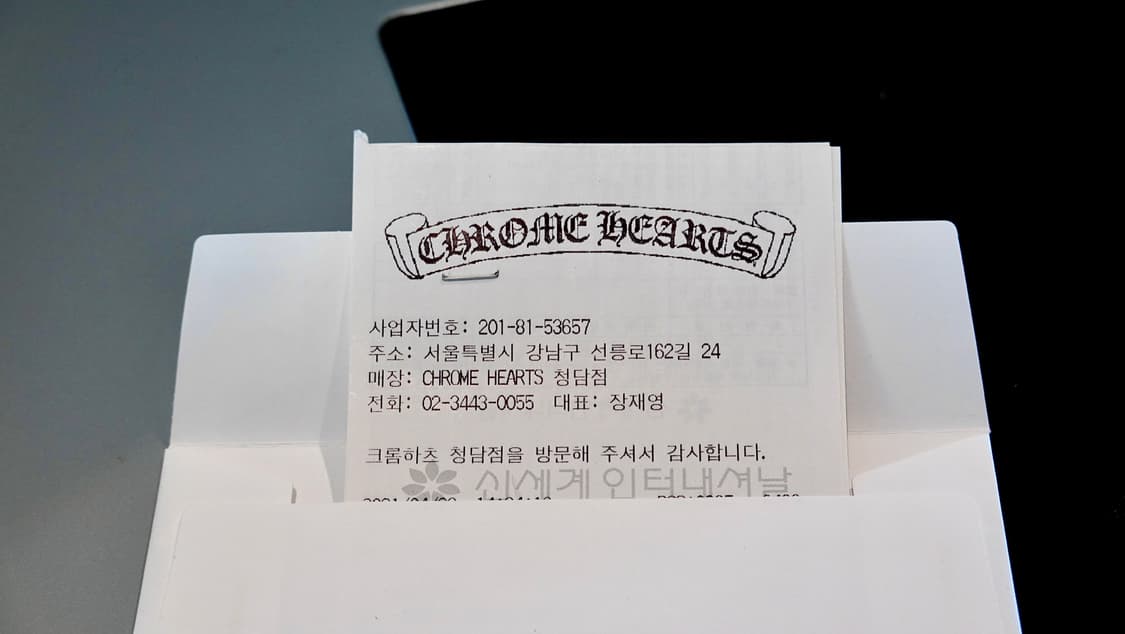 CHROME HEARTS
사업자번호: 201-81-53657
주소: 서울특별시 강남구 선릉로162길 24
매장: CHROME HEARTS 청담점
전화: 02-3443-0055 대표: 장재영
크롬하츠 청담점을 방문해 주셔서 감사합니다.
신세계인터내셔날